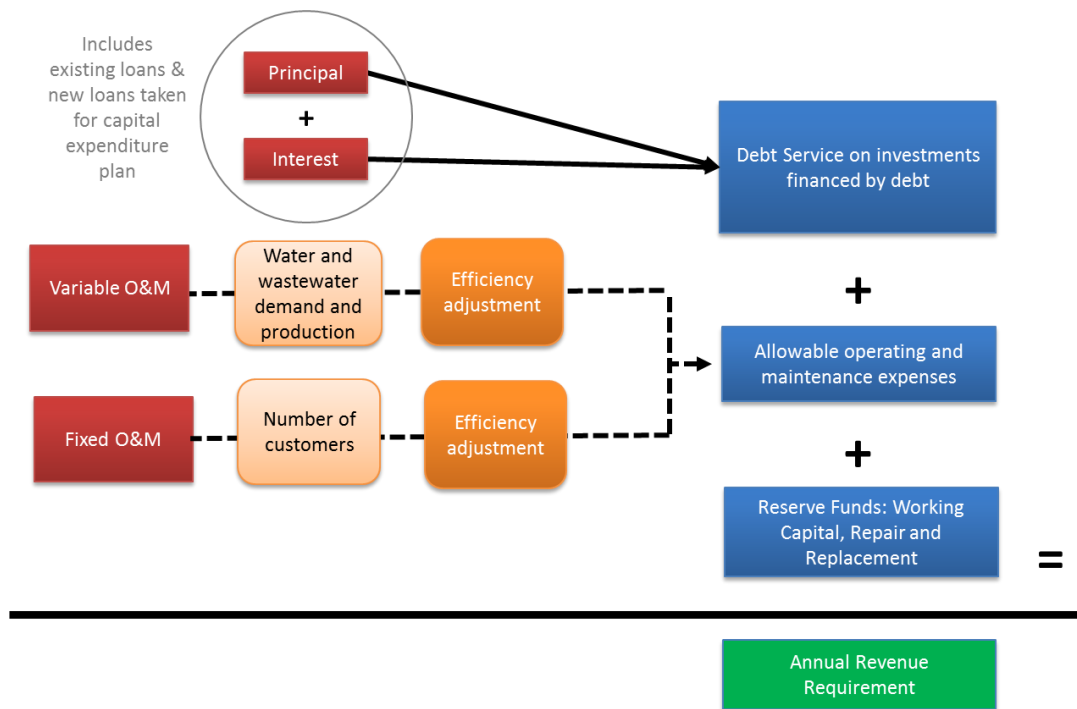 Includes
existing loans &
new loans taken
for capital
expenditure
plan
Principal
+
Interest
Debt Service on investments
financed by debt
+
Variable O&M
Water and
wastewater
demand and
production
Efficiency
adjustment
Allowable operating and
maintenance expenses
+
Fixed O&M
Number of
customers
Efficiency
adjustment
Reserve Funds: Working
Capital, Repair and
Replacement
=
Annual Revenue
Requirement